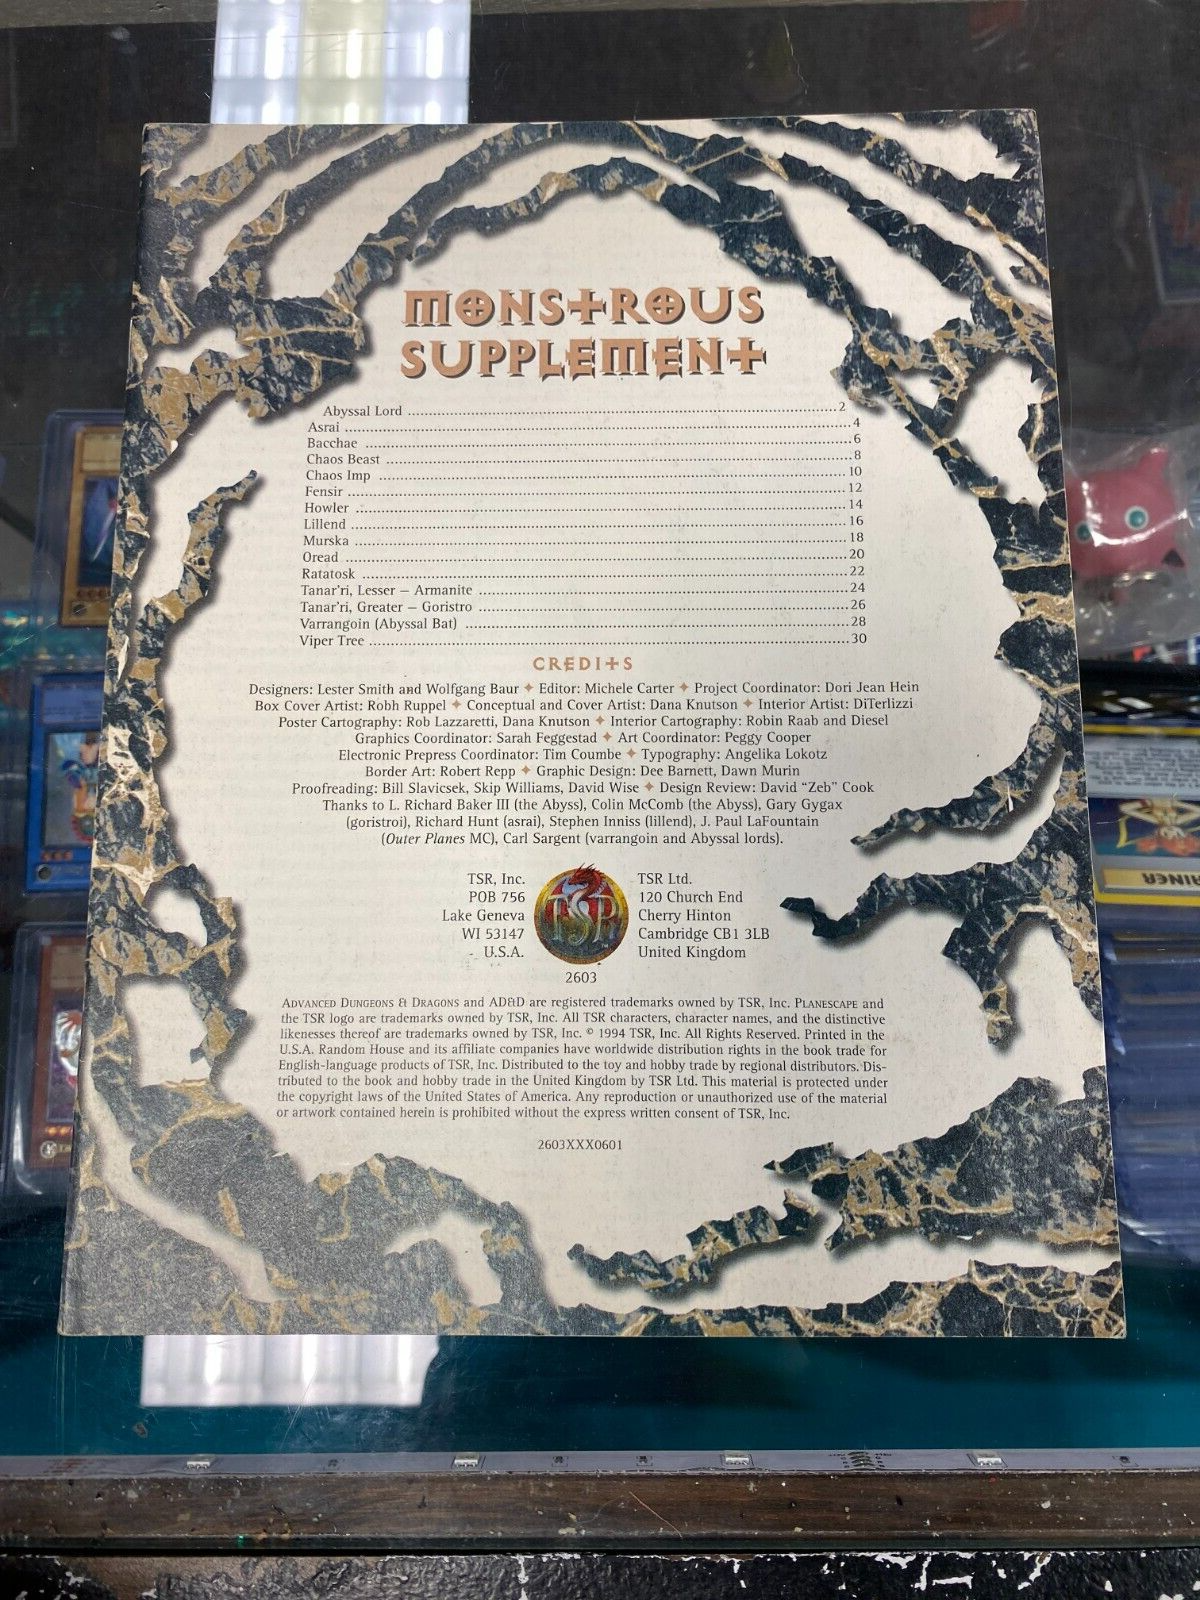 MONSTROUS
SUPPLEMENT
Abyssal Lord ........ 2
Asrai ........ 4
Bacchae ........ 6
Chaos Beast ........ 8
Chaos Imp ........ 10
Fensir ........ 12
Howler ........ 14
Lillend ........ 16
Murska ........ 18
Oread ........ 20
Ratatosk ........ 22
Tanar'ri, Lesser — Armanite ........ 24
Tanar'ri, Greater — Goristro ........ 26
Varrangoin (Abyssal Bat) ........ 28
Viper Tree ........ 30
CREDITS
Designers: Lester Smith and Wolfgang Baur ✦ Editor: Michele Carter ✦ Project Coordinator: Dori Jean Hein
Box Cover Artist: Robh Ruppel ✦ Conceptual and Cover Artist: Dana Knutson ✦ Interior Artist: DiTerlizzi
Poster Cartography: Rob Lazzaretti, Dana Knutson ✦ Interior Cartography: Robin Raab and Diesel
Graphics Coordinator: Sarah Feggestad ✦ Art Coordinator: Peggy Cooper
Electronic Prepress Coordinator: Tim Coumbe ✦ Typography: Angelika Lokotz
Border Art: Robert Repp ✦ Graphic Design: Dee Barnett, Dawn Murin
Proofreading: Bill Slavicsek, Skip Williams, David Wise ✦ Design Review: David "Zeb" Cook
Thanks to L. Richard Baker III (the Abyss), Colin McComb (the Abyss), Gary Gygax
(goristroi), Richard Hunt (asrai), Stephen Inniss (lillend), J. Paul LaFountain
(Outer Planes MC), Carl Sargent (varrangoin and Abyssal lords).
TSR, Inc.
POB 756
Lake Geneva
WI 53147
U.S.A.
TSR
TSR Ltd.
120 Church End
Cherry Hinton
Cambridge CB1 3LB
United Kingdom
2603
ADVANCED DUNGEONS & DRAGONS and AD&D are registered trademarks owned by TSR, Inc. PLANESCAPE and
the TSR logo are trademarks owned by TSR, Inc. All TSR characters, character names, and the distinctive
likenesses thereof are trademarks owned by TSR, Inc. © 1994 TSR, Inc. All Rights Reserved. Printed in the
U.S.A. Random House and its affiliate companies have worldwide distribution rights in the book trade for
English-language products of TSR, Inc. Distributed to the toy and hobby trade by regional distributors. Dis-
tributed to the book and hobby trade in the United Kingdom by TSR Ltd. This material is protected under
the copyright laws of the United States of America. Any reproduction or unauthorized use of the material
or artwork contained herein is prohibited without the express written consent of TSR, Inc.
2603XXX0601
AINER